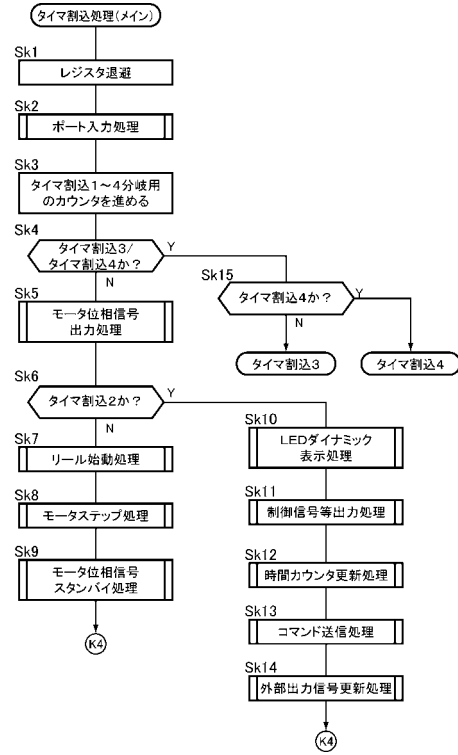 タイマ割込処理(メイン)
Sk1
レジスタ退避
Sk2
ポート入力処理
Sk3
タイマ割込1～4分岐用
のカウンタを進める
Sk4
タイマ割込3/
タイマ割込4か?
Y
N
Sk15
タイマ割込4か?
Y
N
タイマ割込3
タイマ割込4
Sk5
モータ位相信号
出力処理
Sk6
タイマ割込2か?
Y
N
Sk7
リール始動処理
Sk8
モータステップ処理
Sk9
モータ位相信号
スタンバイ処理
K4
Sk10
LEDダイナミック
表示処理
Sk11
制御信号等出力処理
Sk12
時間カウンタ更新処理
Sk13
コマンド送信処理
Sk14
外部出力信号更新処理
K4